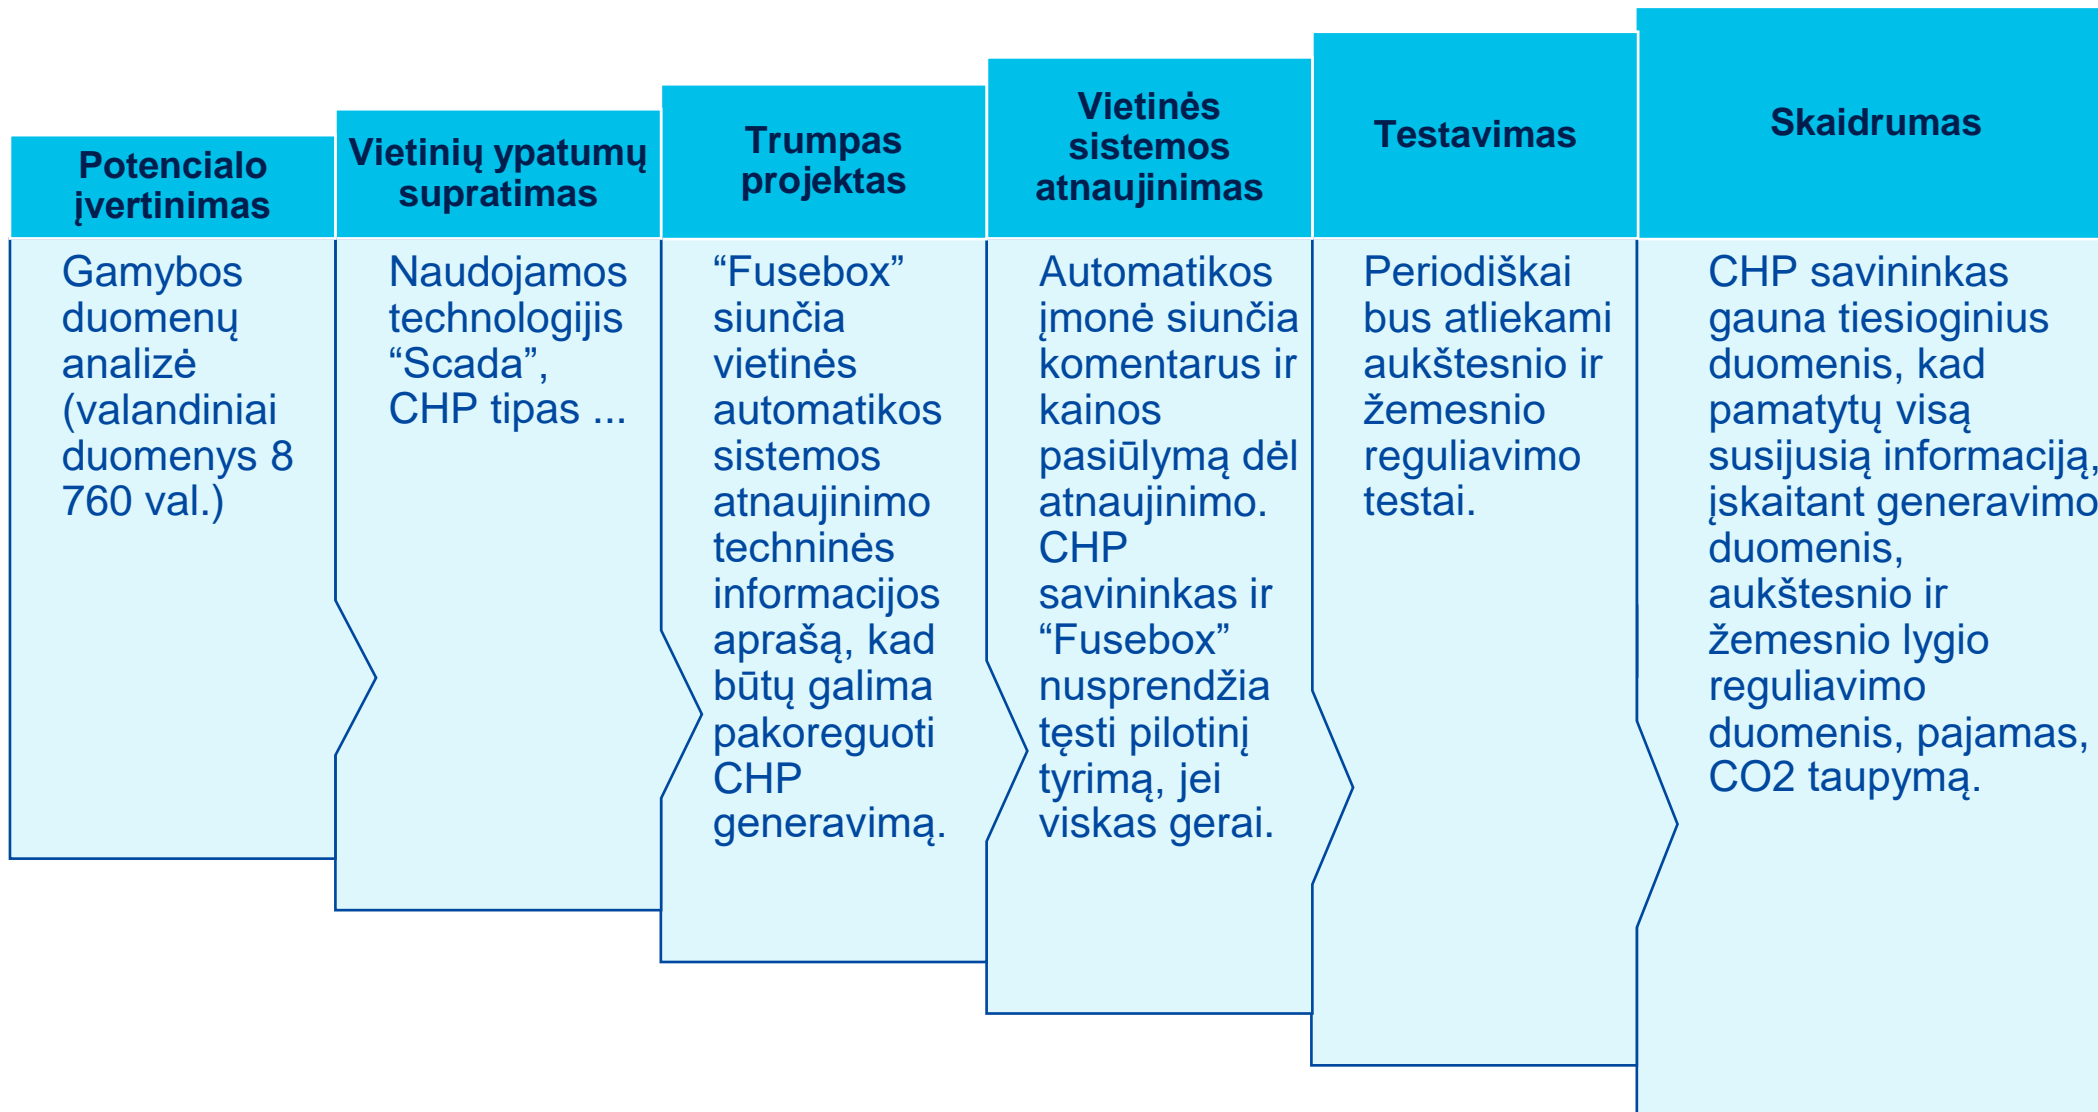 Potencialo
įvertinimas
Gamybos
duomenų
analizė
(valandiniai
duomenys 8
760 val.)
Vietinių ypatumų
supratimas
Naudojamos
technologijis
“Scada”,
CHP tipas ...
Trumpas
projektas
“Fusebox”
siunčia
vietinės
automatikos
sistemos
atnaujinimo
techninės
informacijos
aprašą, kad
būtų galima
pakoreguoti
CHP
generavimą.
Vietinės
sistemos
atnaujinimas
Automatikos
įmonė siunčia
komentarus ir
kainos
pasiūlymą dėl
atnaujinimo.
CHP
savininkas ir
“Fusebox”
nusprendžia
tęsti pilotinį
tyrimą, jei
viskas gerai.
Testavimas
Periodiškai
bus atliekami
aukštesnio ir
žemesnio
reguliavimo
testai.
Skaidrumas
CHP savininkas
gauna tiesioginius
duomenis, kad
pamatytų visą
susijusią informaciją,
įskaitant generavimo
duomenis,
aukštesnio ir
žemesnio lygio
reguliavimo
duomenis, pajamas,
CO2 taupymą.